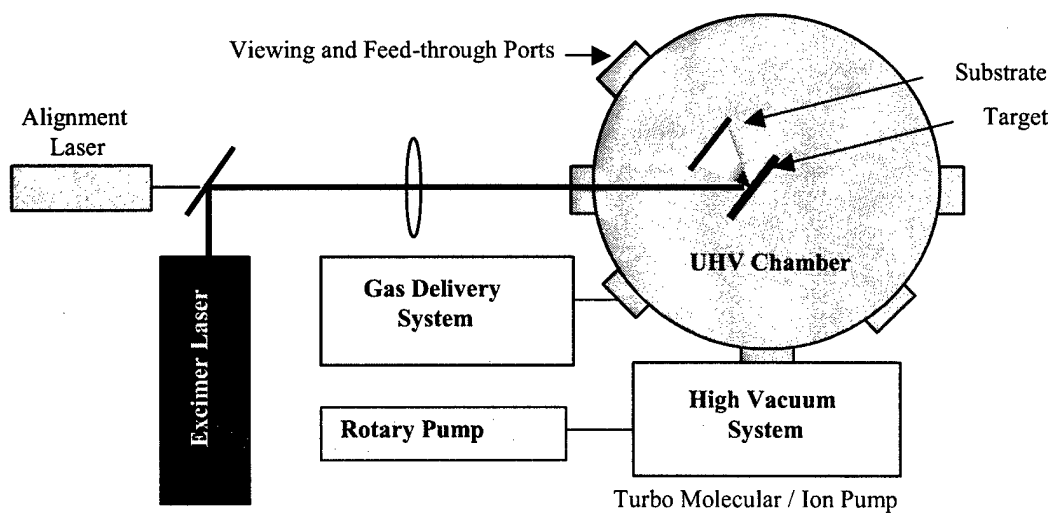 Viewing and Feed-through Ports
Substrate
Target
Alignment
Laser
UHV Chamber
Gas Delivery
System
Excimer Laser
High Vacuum
System
Rotary Pump
Turbo Molecular / Ion Pump